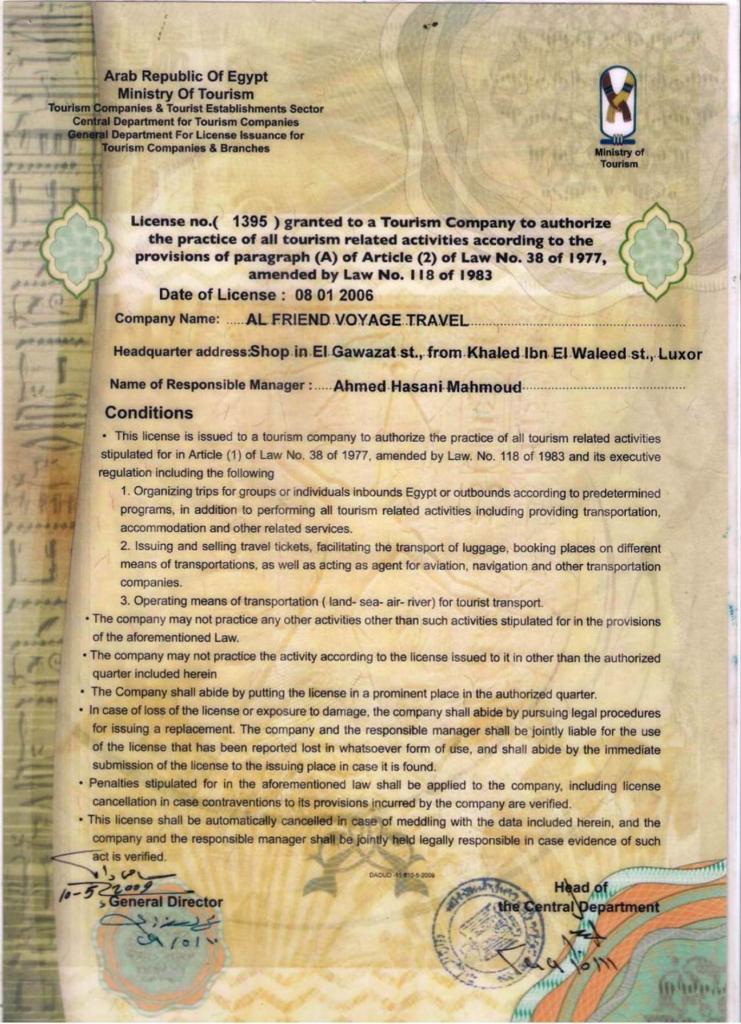 Arab Republic Of Egypt
Ministry Of Tourism
Tourism Companies & Tourist Establishments Sector
Central Department for Tourism Companies
General Department For License Issuance for
Tourism Companies & Branches
Ministry of
Tourism
License no.( 1395 ) granted to a Tourism Company to authorize
the practice of all tourism related activities according to the
provisions of paragraph (A) of Article (2) of Law No. 38 of 1977,
amended by Law No. 118 of 1983
Date of License : 08 01 2006
Company Name: .....AL FRIEND VOYAGE TRAVEL
Headquarter address:Shop in El Gawazat st., from Khaled Ibn El Waleed st., Luxor
Name of Responsible Manager :.....Ahmed Hasani Mahmoud
Conditions
• This license is issued to a tourism company to authorize the practice of all tourism related activities
stipulated for in Article (1) of Law No. 38 of 1977, amended by Law. No. 118 of 1983 and its executive
regulation including the following
1. Organizing trips for groups or individuals inbounds Egypt or outbounds according to predetermined
programs, in addition to performing all tourism related activities including providing transportation,
accommodation and other related services.
2. Issuing and selling travel tickets, facilitating the transport of luggage, booking places on different
means of transportations, as well as acting as agent for aviation, navigation and other transportation
companies.
3. Operating means of transportation ( land- sea- air- river) for tourist transport.
• The company may not practice any other activities other than such activities stipulated for in the provisions
of the aforementioned Law.
• The company may not practice the activity according to the license issued to it in other than the authorized
quarter included herein
• The Company shall abide by putting the license in a prominent place in the authorized quarter.
• In case of loss of the license or exposure to damage, the company shall abide by pursuing legal procedures
for issuing a replacement. The company and the responsible manager shall be jointly liable for the use
of the license that has been reported lost in whatsoever form of use, and shall abide by the immediate
submission of the license to the issuing place in case it is found.
• Penalties stipulated for in the aforementioned law shall be applied to the company, including license
cancellation in case contraventions to its provisions incurred by the company are verified.
• This license shall be automatically cancelled in case of meddling with the data included herein, and the
company and the responsible manager shall be jointly held legally responsible in case evidence of such
act is verified.
10-5-2009
General Director
Head of
the Central Department